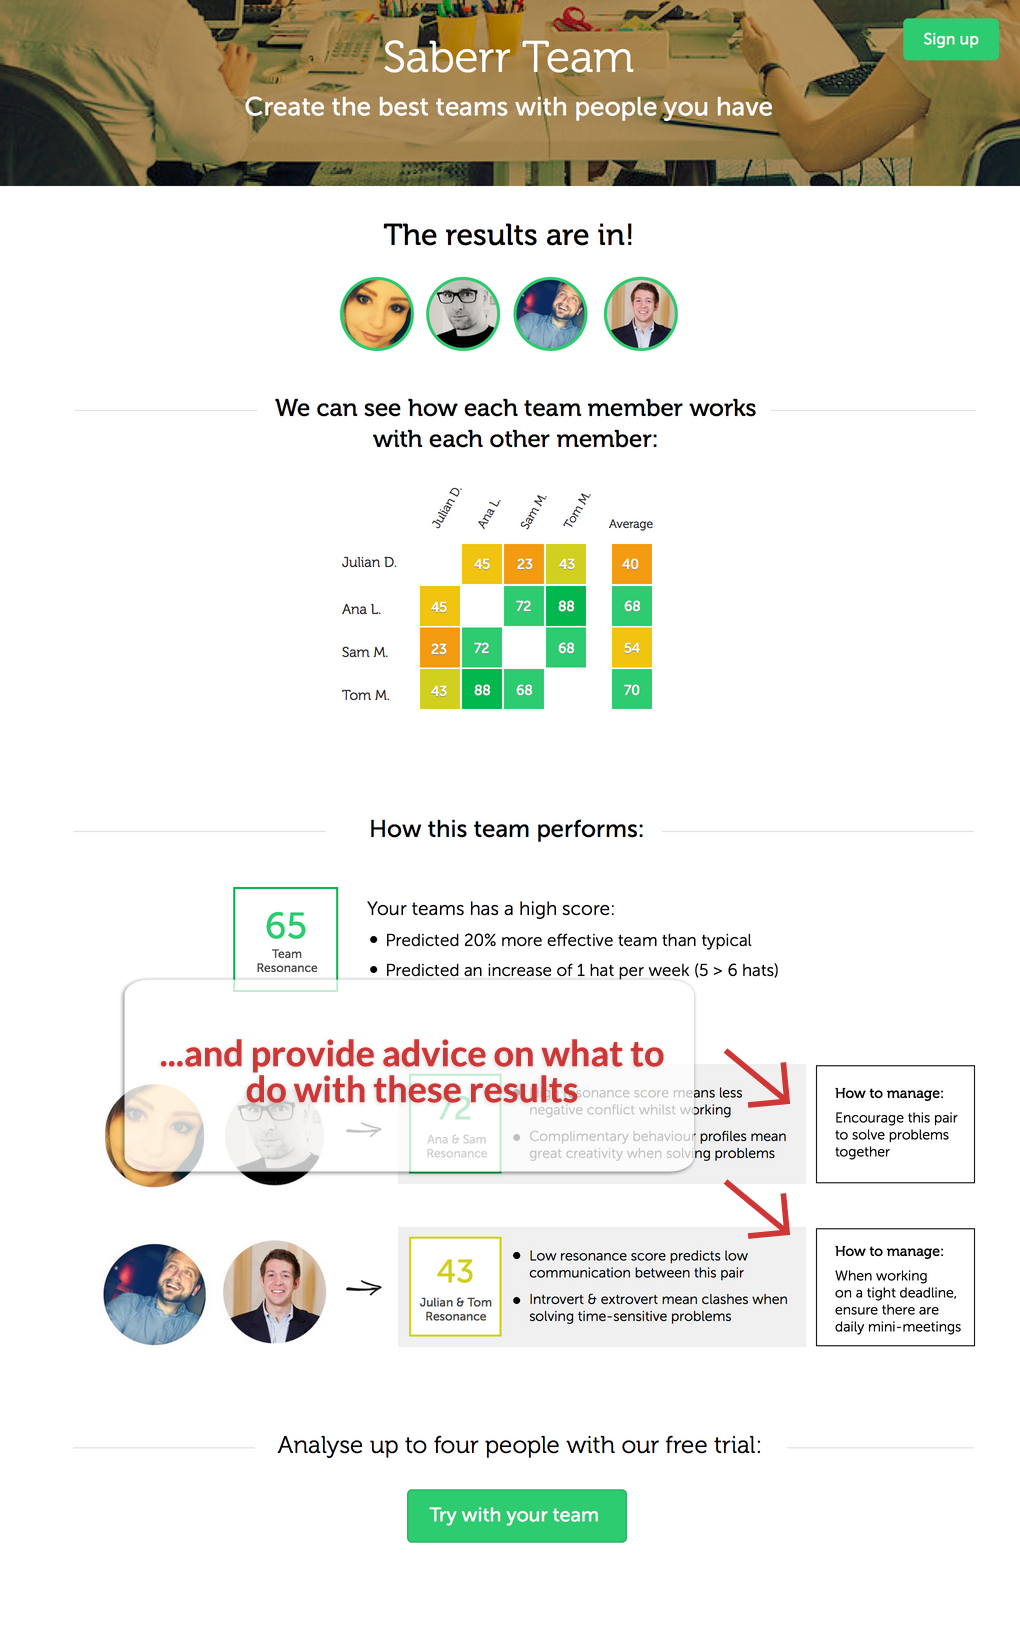 Sign up
Saberr Team
Create the best teams with people you have
The results are in!
We can see how each team member works
with each other member:
Julian D. Ana L. Sam M. Tom M. Average
Julian D. 45 23 43 40
Ana L. 45 72 88 68
Sam M. 23 72 68 54
Tom M. 43 88 68 70
How this team performs:
65
Team
Resonance
Your teams has a high score:
• Predicted 20% more effective team than typical
• Predicted an increase of 1 hat per week (5 > 6 hats)
...and provide advice on what to
do with these results
72
Ana & Sam
Resonance
resonance score means less
negative conflict whilst working
• Complimentary behaviour profiles mean
great creativity when solving problems
How to manage:
Encourage this pair
to solve problems
together
43
Julian & Tom
Resonance
• Low resonance score predicts low
communication between this pair
• Introvert & extrovert mean clashes when
solving time-sensitive problems
How to manage:
When working
on a tight deadline,
ensure there are
daily mini-meetings
Analyse up to four people with our free trial:
Try with your team